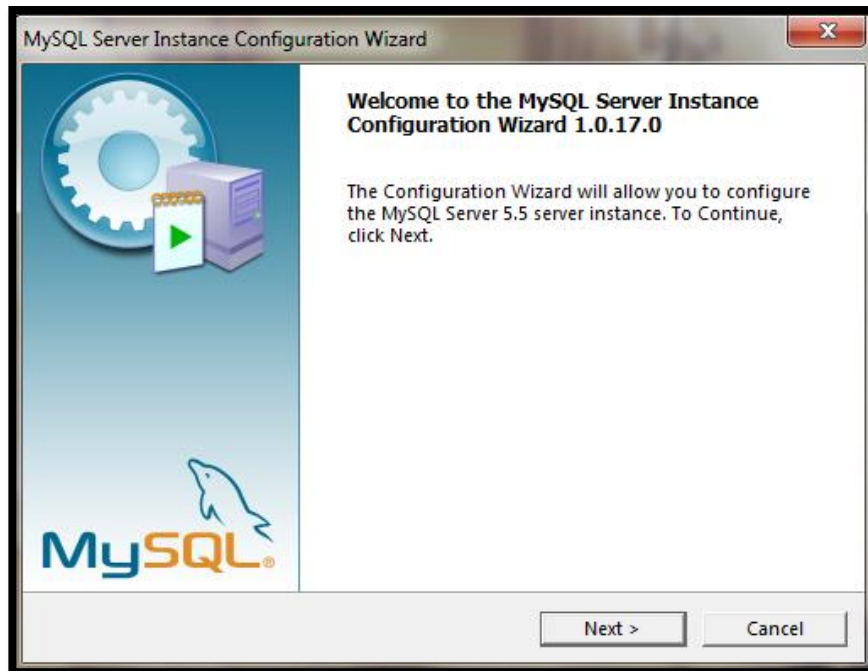 MySQL Server Instance Configuration Wizard
Welcome to the MySQL Server Instance
Configuration Wizard 1.0.17.0
The Configuration Wizard will allow you to configure
the MySQL Server 5.5 server instance. To Continue,
click Next.
MySQL®
Next >
Cancel